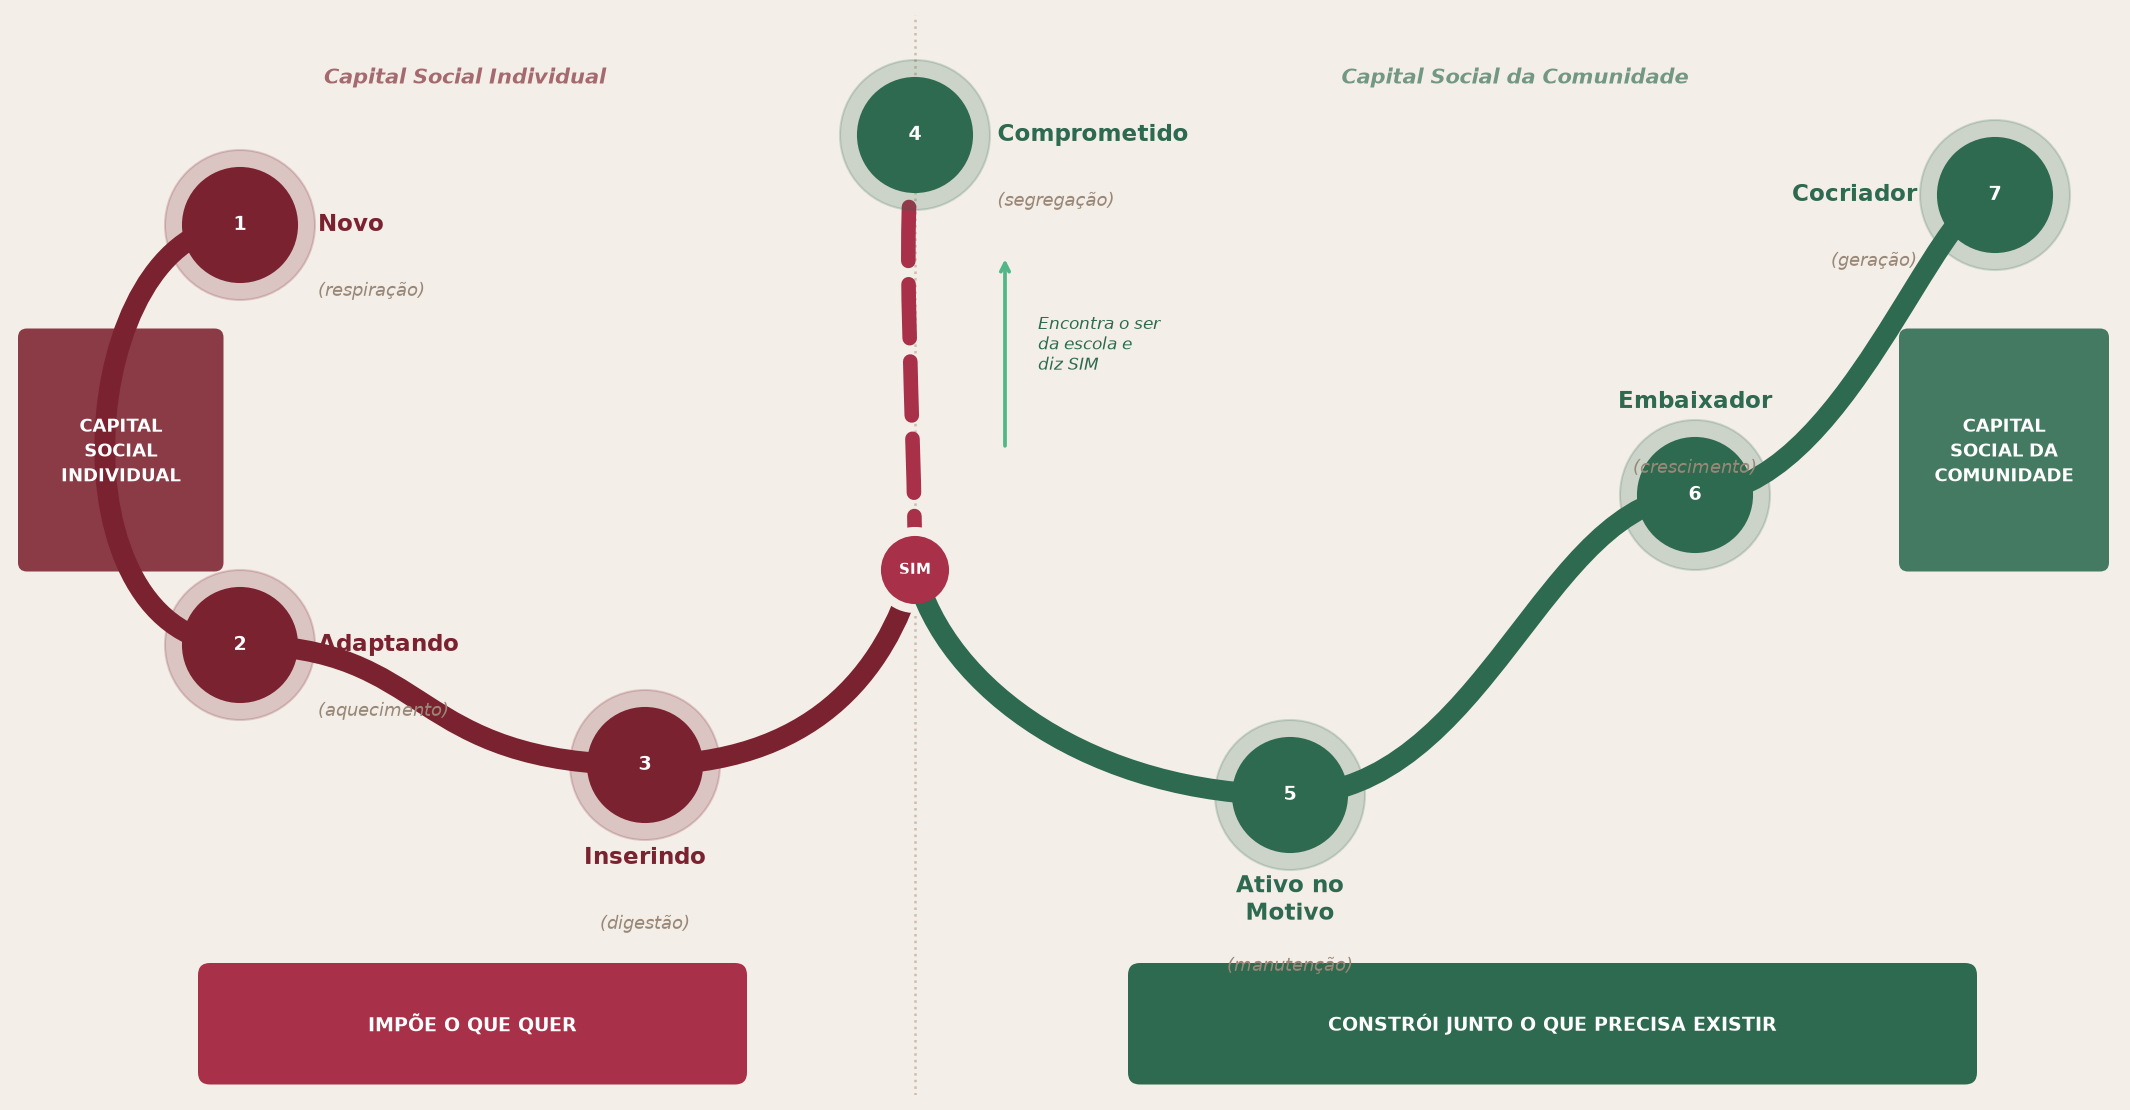 Capital Social Individual
Capital Social da Comunidade
4
Comprometido
(segregação)
1
Novo
(respiração)
7
Cocriador
(geração)
Encontra o ser
da escola e
diz SIM
CAPITAL
SOCIAL
INDIVIDUAL
CAPITAL
SOCIAL DA
COMUNIDADE
Embaixador
(crescimento)
6
SIM
2
Adaptando
(aquecimento)
3
Inserindo
(digestão)
5
Ativo no
Motivo
(manutenção)
IMPÕE O QUE QUER
CONSTRÓI JUNTO O QUE PRECISA EXISTIR